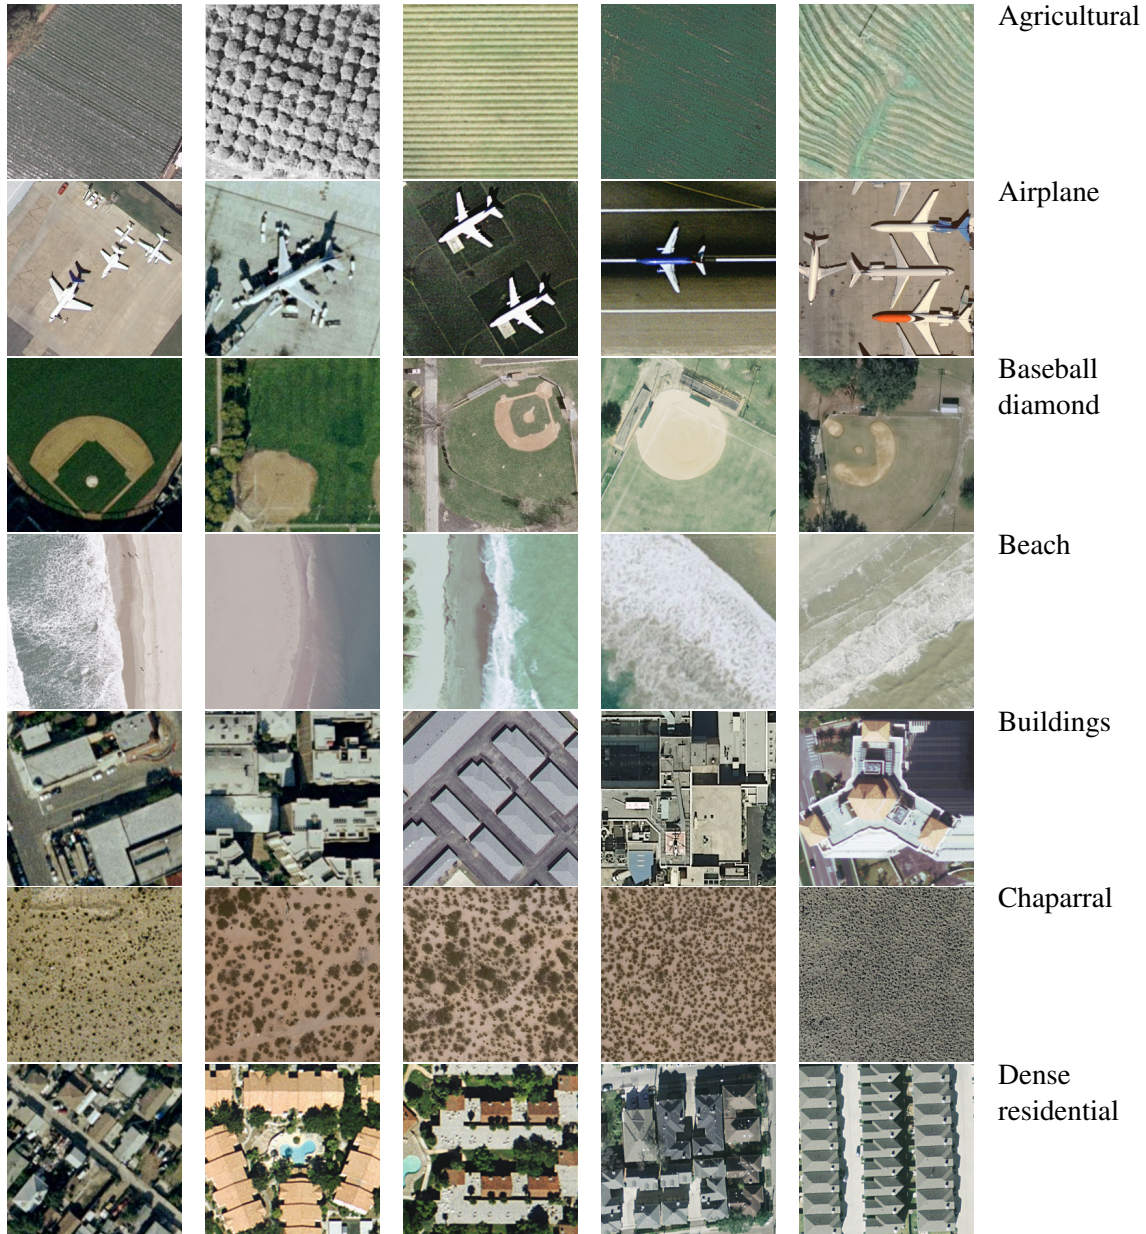 Agricultural
Airplane
Baseball
diamond
Beach
Buildings
Chaparral
Dense
residential